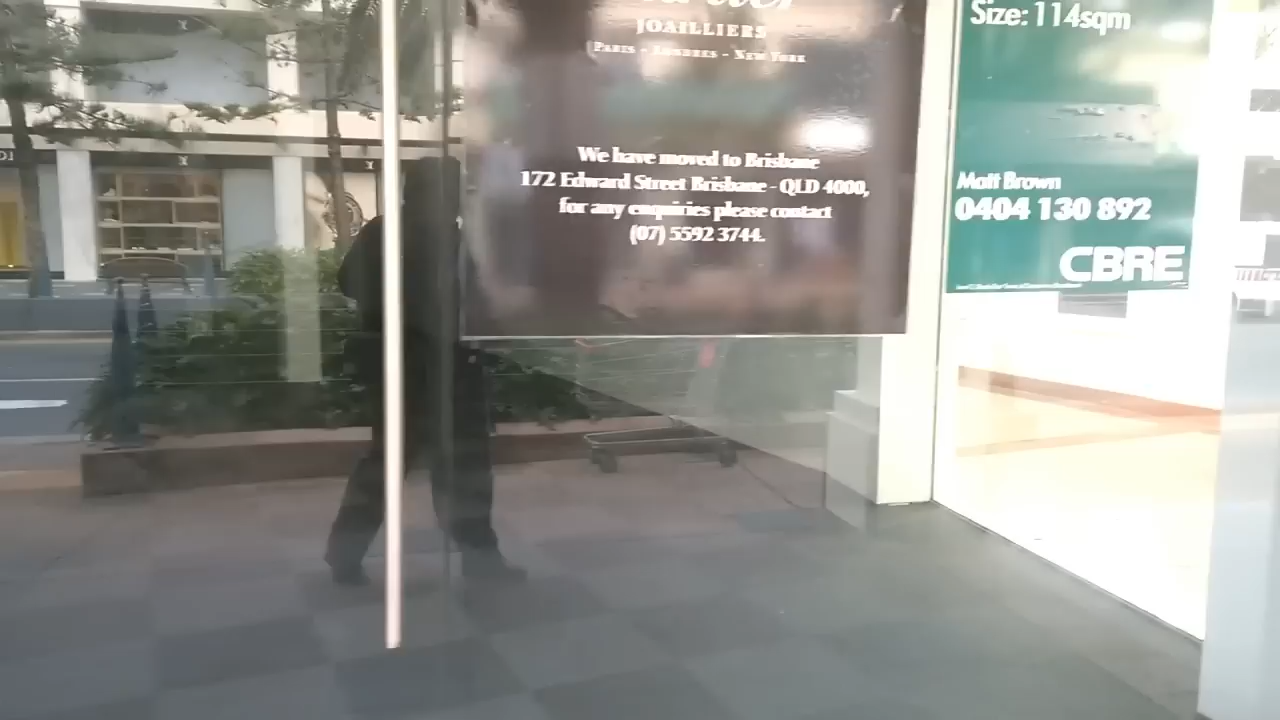 JOAILLIERS
PARIS - LONDRES - NEW YORK
We have moved to Brisbane
172 Edward Street Brisbane - QLD 4000,
for any enquiries please contact
(07) 5592 3744.
Size: 114sqm
Matt Brown
0404 130 892
CBRE